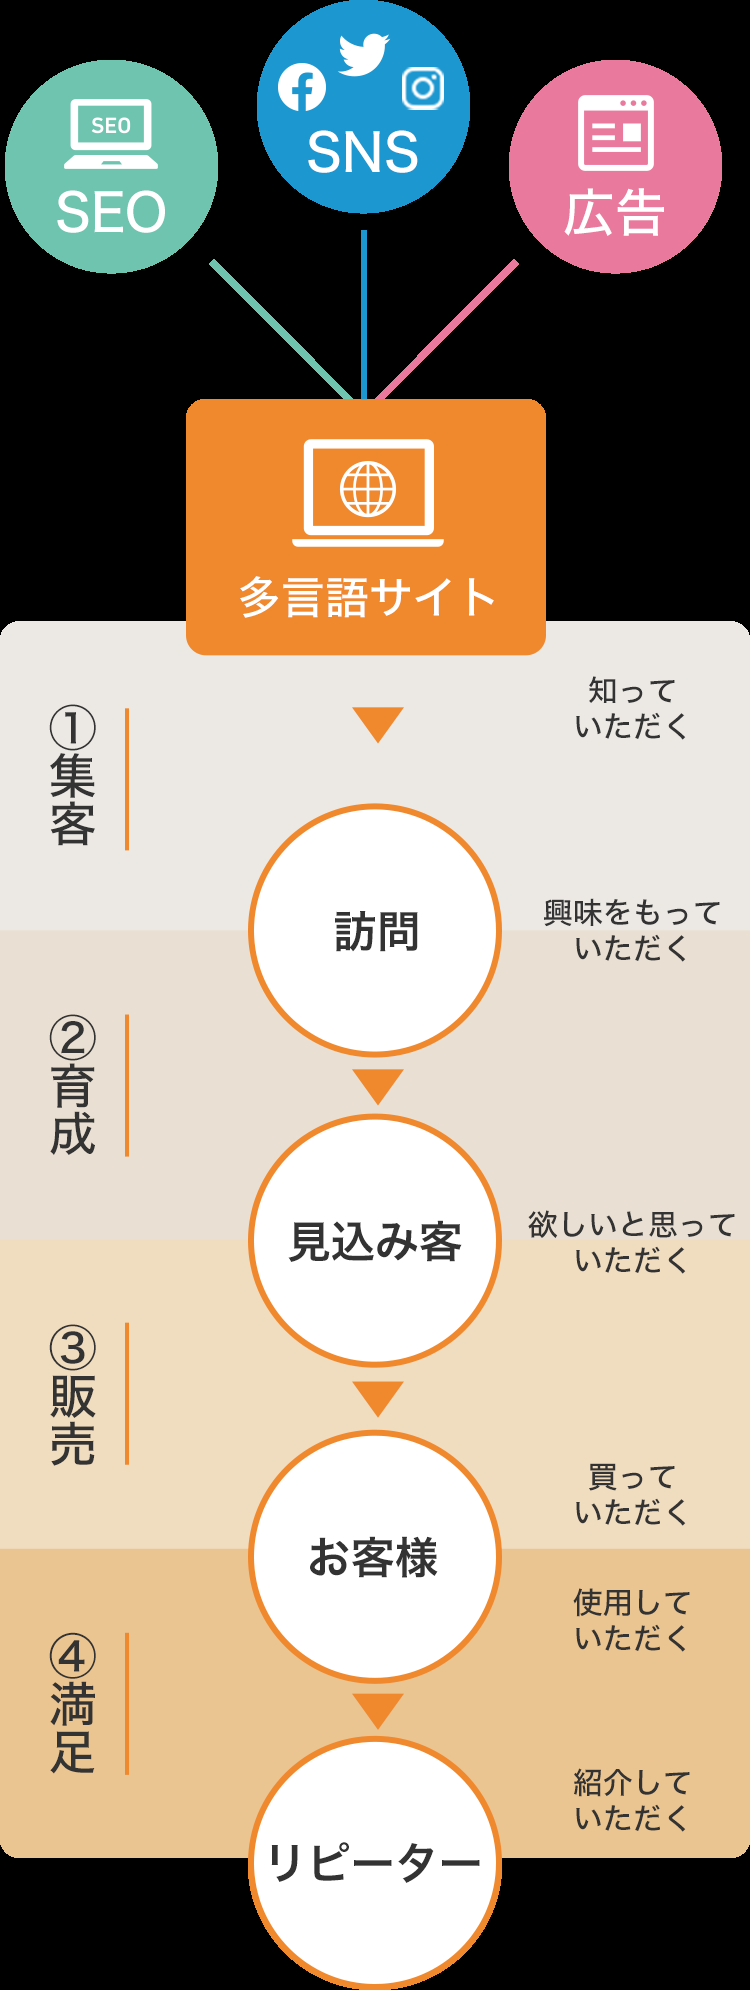 SEO
SEO
SNS
広告
多言語サイト
①集客
知って
いただく
訪問
興味をもって
いただく
②育成
見込み客
欲しいと思って
いただく
③販売
お客様
買って
いただく
使用して
いただく
④満足
紹介して
いただく
リピーター